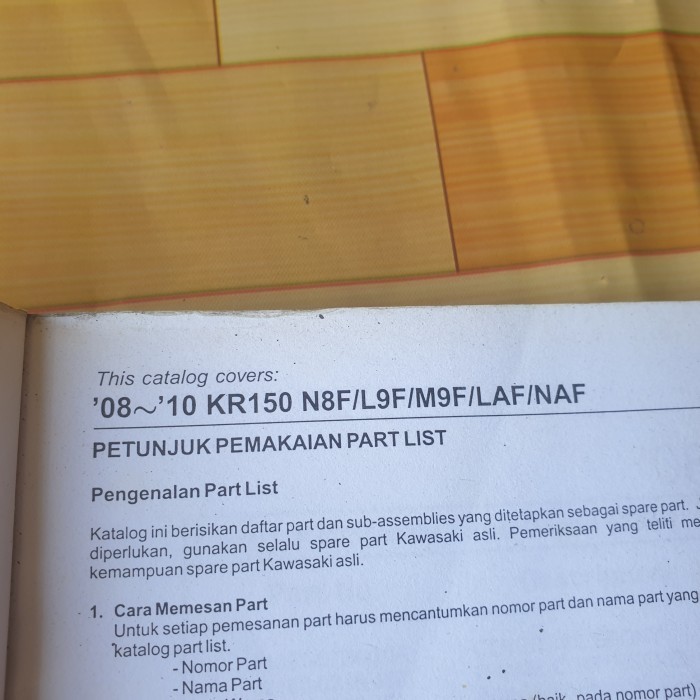 This catalog covers:
'08~'10 KR150 N8F/L9F/M9F/LAF/NAF
PETUNJUK PEMAKAIAN PART LIST
Pengenalan Part List
Katalog ini berisikan daftar part dan sub-assemblies yang ditetapkan sebagai spare part.
diperlukan, gunakan selalu spare part Kawasaki asli. Pemeriksaan yang teliti me
kemampuan spare part Kawasaki asli.
1. Cara Memesan Part
Untuk setiap pemesanan part harus mencantumkan nomor part dan nama part yang
katalog part list.
- Nomor Part
- Nama Part
pada nomor part)